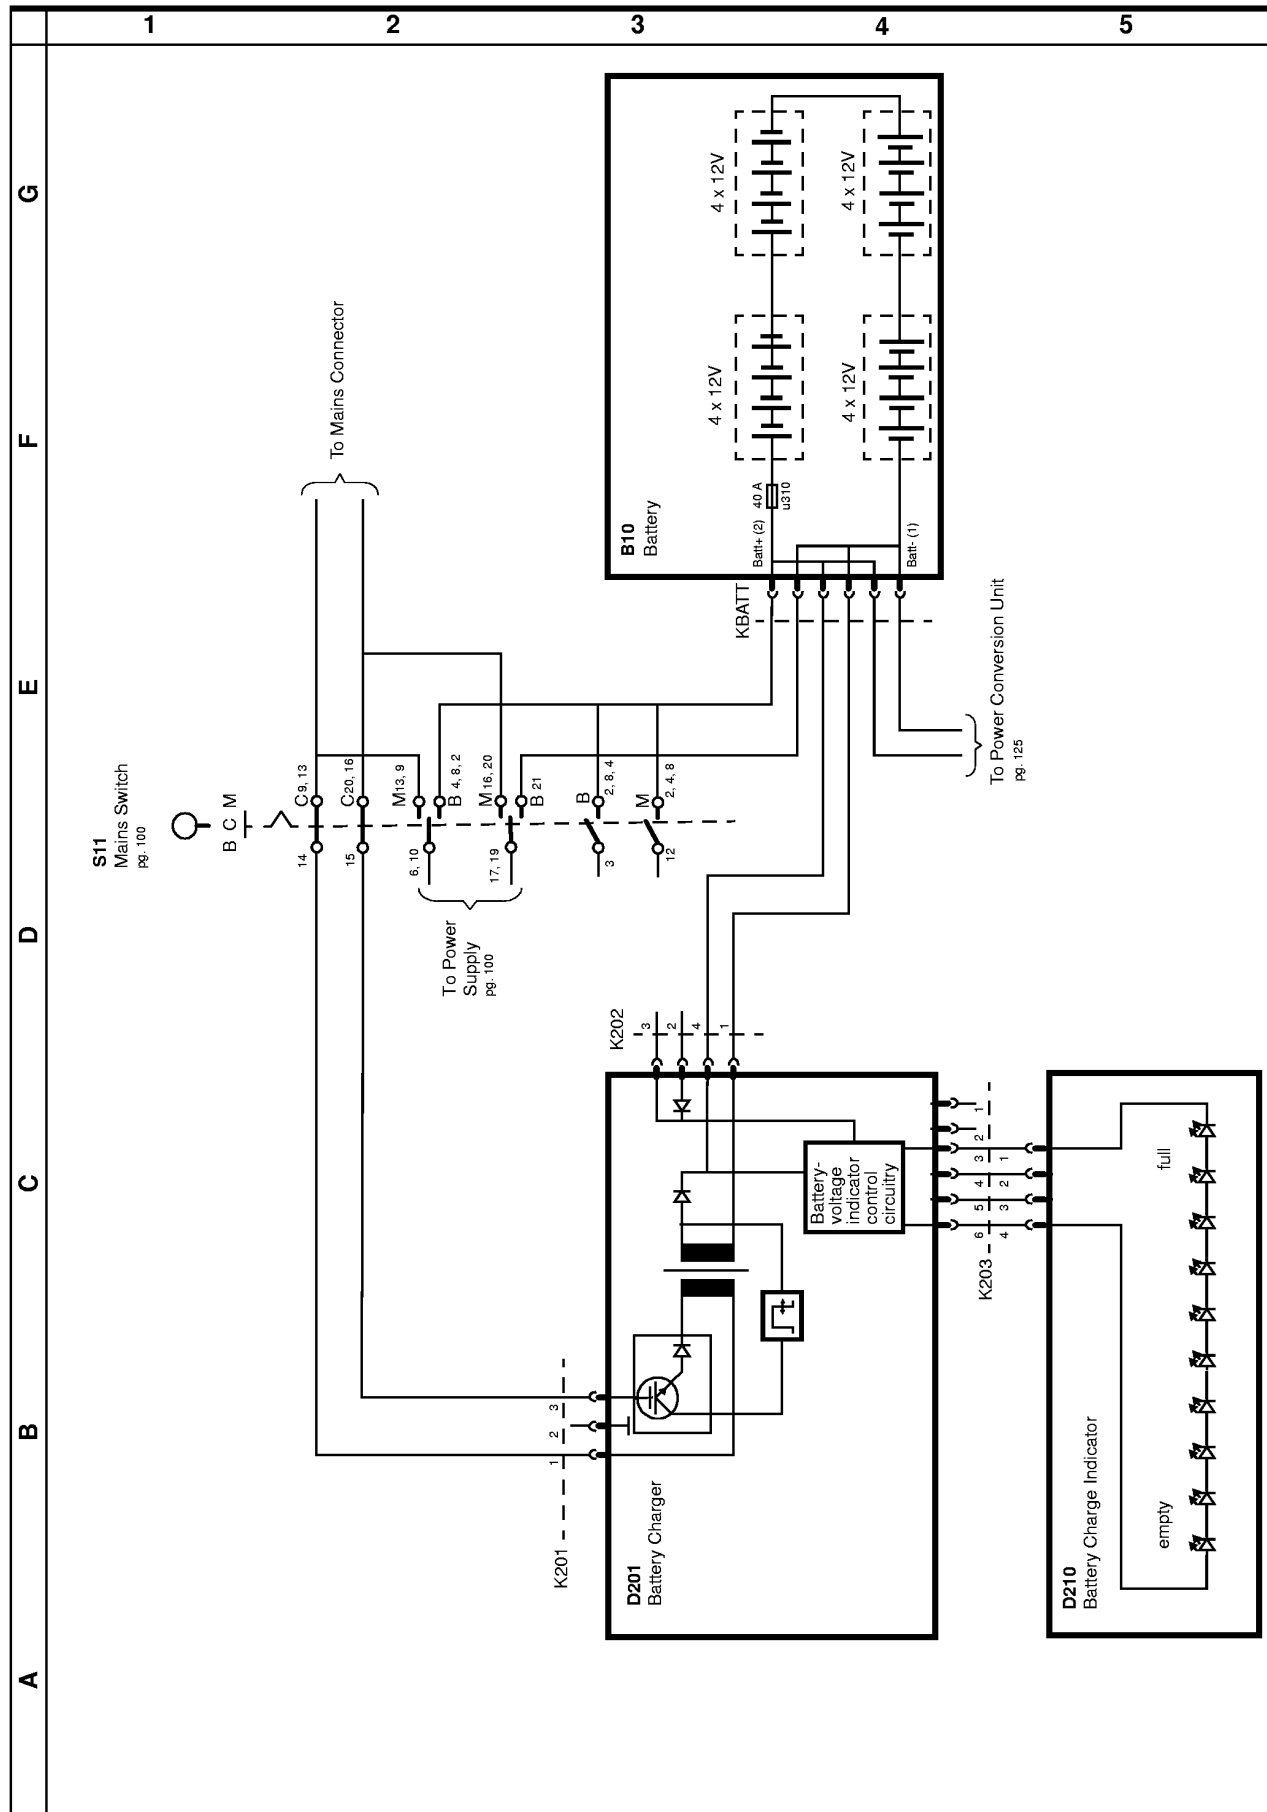 1 2 3 4 5
A
B
C
D
E
F
G
S11
Mains Switch
pg. 100
B C M
14
C 9, 13
15
C 20, 16
6, 10
M 13, 9
B 4, 8, 2
17, 19
M 16, 20
B 21
3
B
2, 8, 4
12
M
2, 4, 8
To Mains Connector
To Power
Supply
pg. 100
B10
Battery
40 A
u310
Batt+ (2)
Batt- (1)
4 x 12V
4 x 12V
4 x 12V
4 x 12V
KBATT
To Power Conversion Unit
pg. 125
K201
1 2 3
D201
Battery Charger
K202
3
2
4
1
Battery-
voltage
indicator
control
circuitry
K203
6 5 4 3 2 1
4 3 2 1
D210
Battery Charge Indicator
empty
full